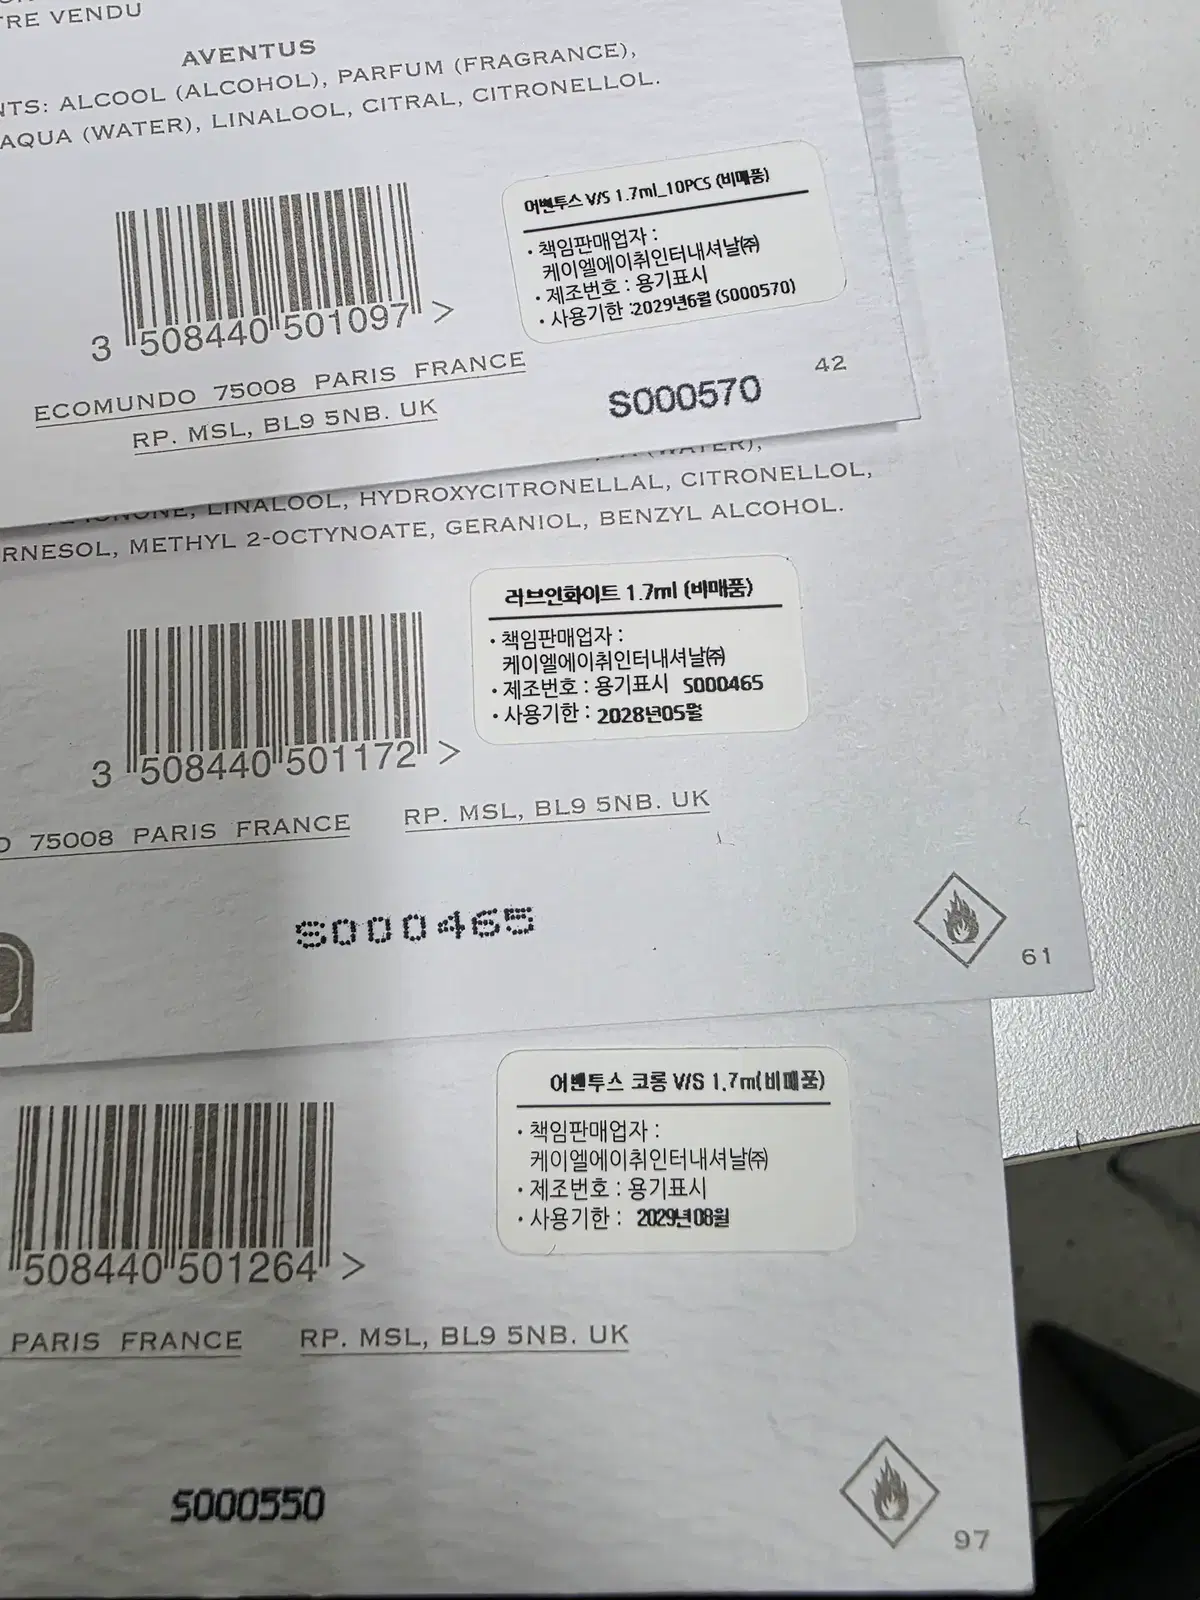 TRE VENDU
AVENTUS
NTS: ALCOOL (ALCOHOL), PARFUM (FRAGRANCE),
AQUA (WATER), LINALOOL, CITRAL, CITRONELLOL.
어벤투스 V/S 1.7ml_10PCS (비매품)
• 책임판매업자 :
케이엘에이취인터내셔날㈜
• 제조번호 : 용기표시
• 사용기한 :2029년6월 (S000570)
3 508440 501097 >
ECOMUNDO 75008 PARIS FRANCE
RP. MSL, BL9 5NB. UK
S000570
42
(WATER),
IONONE, LINALOOL, HYDROXYCITRONELLAL, CITRONELLOL,
RNESOL, METHYL 2-OCTYNOATE, GERANIOL, BENZYL ALCOHOL.
러브인화이트 1.7ml (비매품)
• 책임판매업자 :
케이엘에이취인터내셔날㈜
• 제조번호 : 용기표시 S000465
• 사용기한 : 2028년05월
3 508440 501172 >
O 75008 PARIS FRANCE RP. MSL, BL9 5NB. UK
S000465
61
어벤투스 코롱 V/S 1.7m(비매품)
• 책임판매업자 :
케이엘에이취인터내셔날㈜
• 제조번호 : 용기표시
• 사용기한 : 2029년08월
508440 501264 >
PARIS FRANCE RP. MSL, BL9 5NB. UK
S000550
97